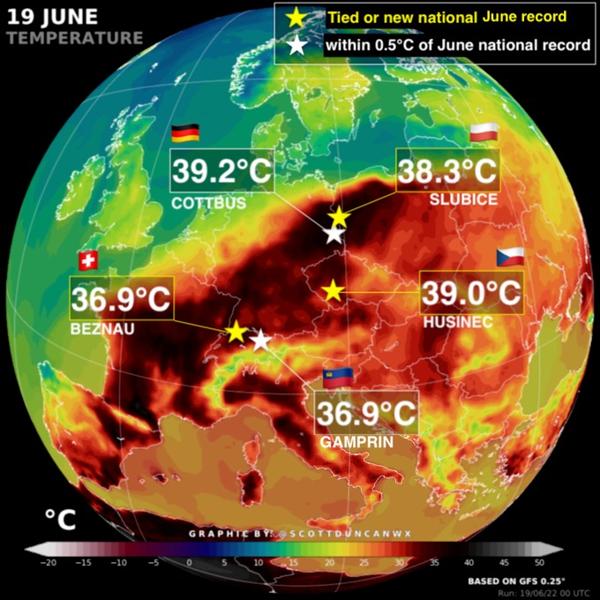 19 JUNE
TEMPERATURE
Tied or new national June record
within 0.5°C of June national record
39.2°C
COTTBUS
38.3°C
SLUBICE
36.9°C
BEZNAU
39.0°C
HUSINEC
36.9°C
GAMPRIN
°C
GRAPHIC BY: @SCOTTDUNCANWX
−20 −15 −10 −5 0 5 10 15 20 25 30 35 40 45 50
BASED ON GFS 0.25°
Run: 19/06/22 00 UTC